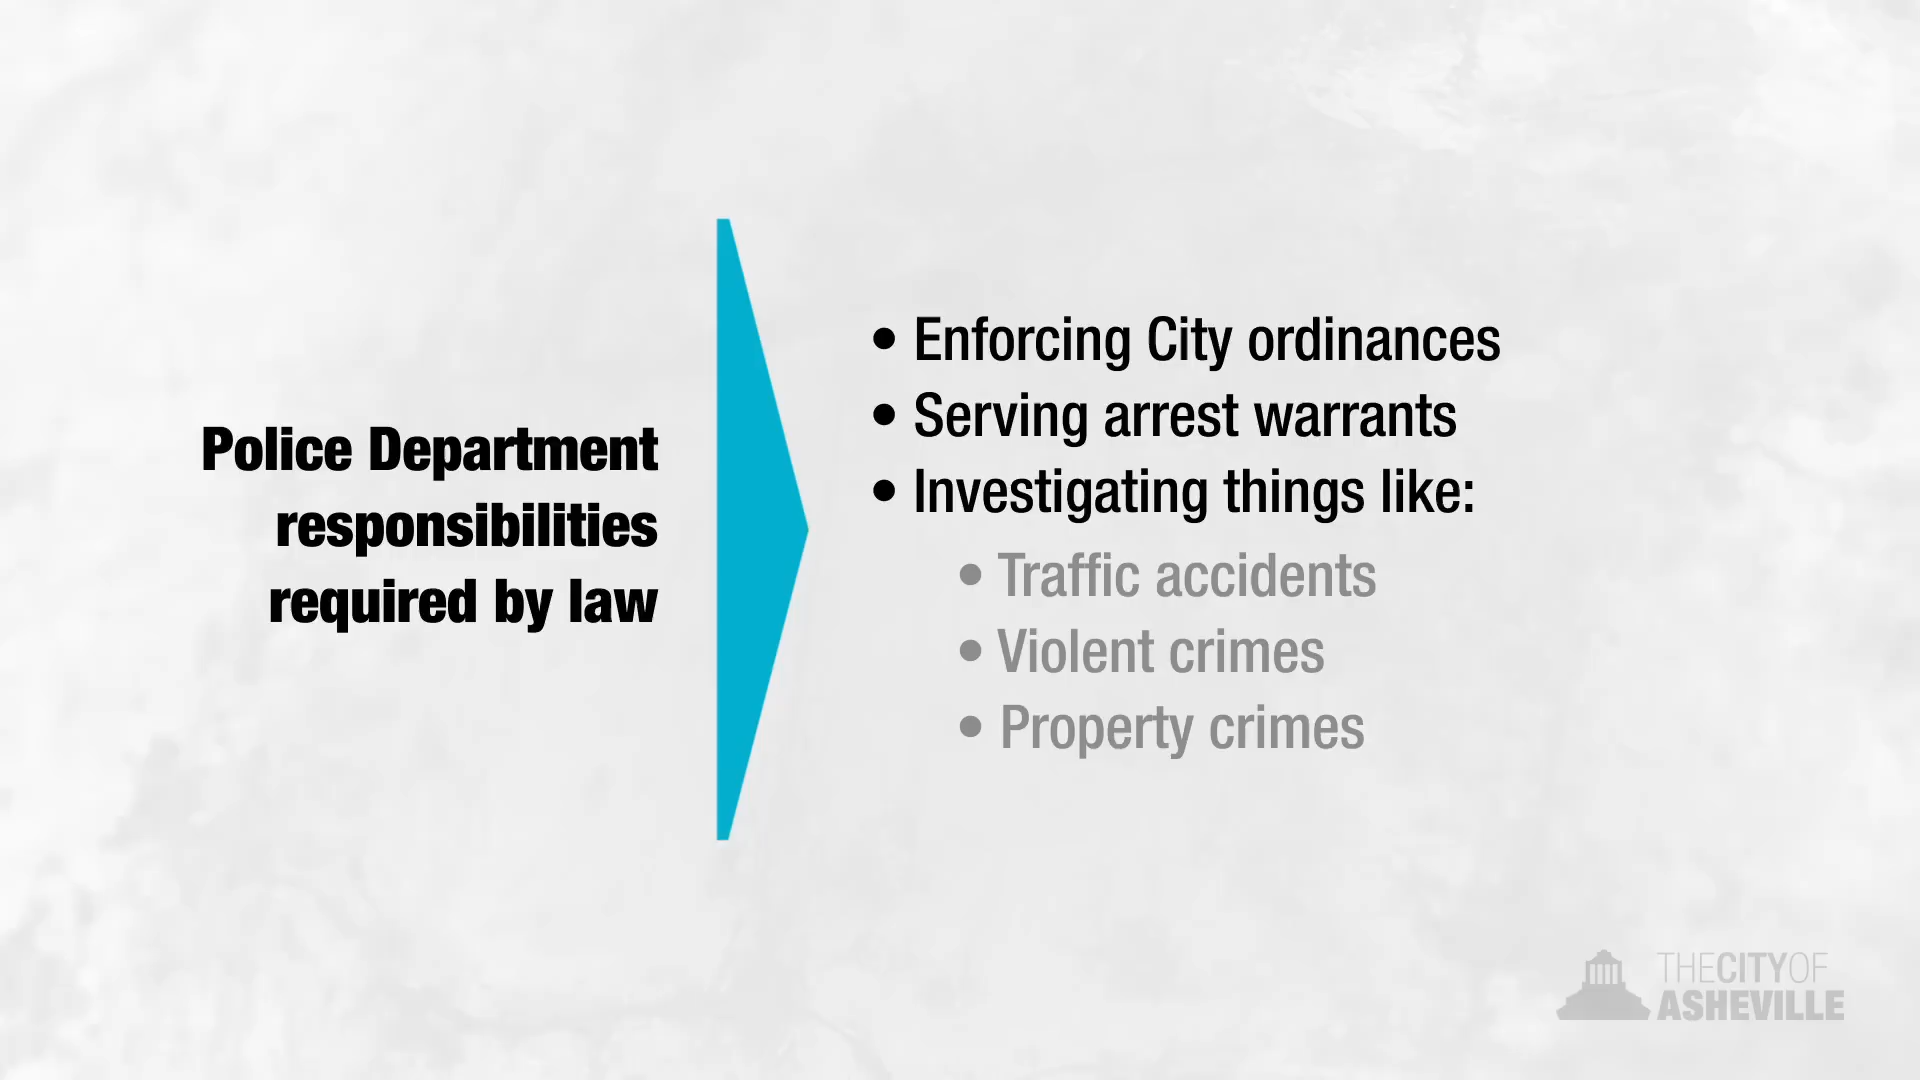 Police Department
responsibilities
required by law
• Enforcing City ordinances
• Serving arrest warrants
• Investigating things like:
• Traffic accidents
• Violent crimes
• Property crimes
THECITYOF
ASHEVILLE